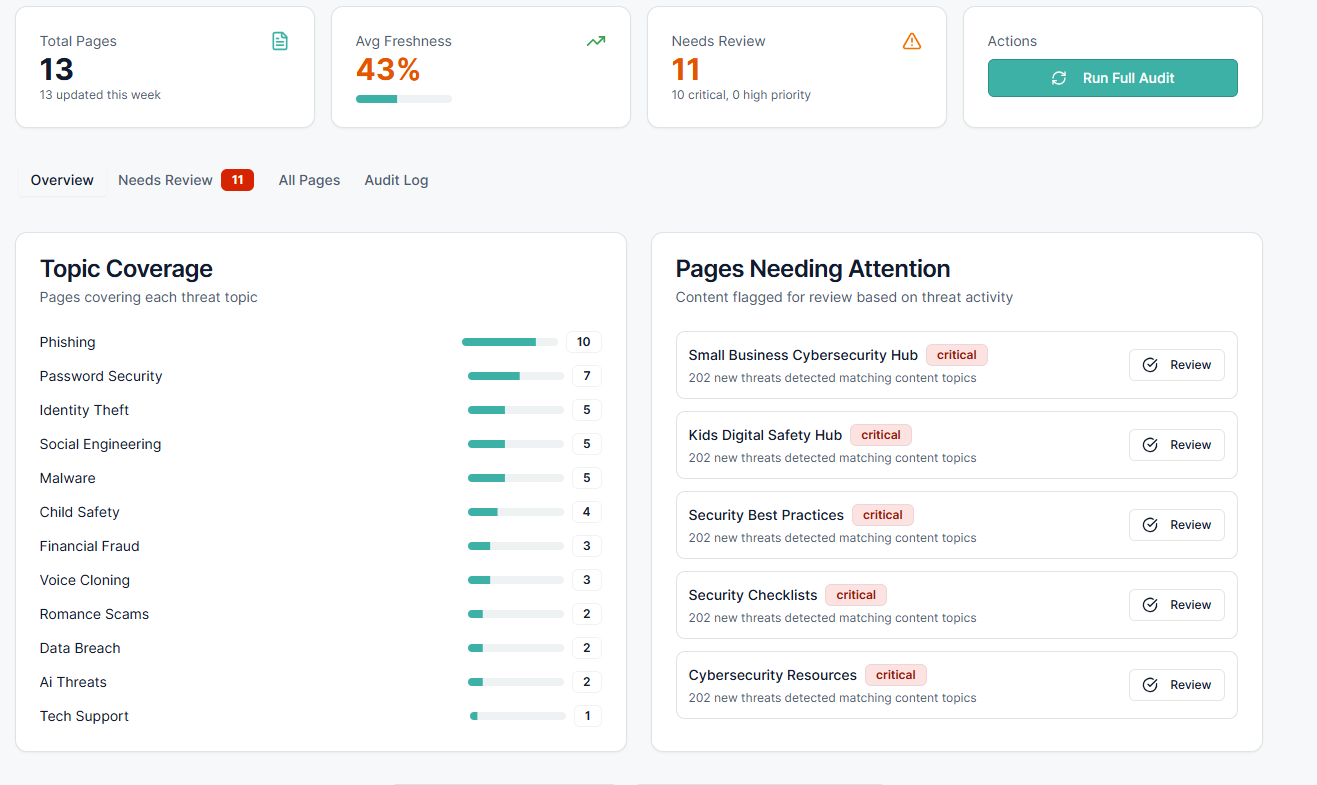 Total Pages
13
13 updated this week
Avg Freshness
43%
Needs Review
11
10 critical, 0 high priority
Actions
Run Full Audit
Overview
Needs Review 11
All Pages
Audit Log
Topic Coverage
Pages covering each threat topic
Phishing 10
Password Security 7
Identity Theft 5
Social Engineering 5
Malware 5
Child Safety 4
Financial Fraud 3
Voice Cloning 3
Romance Scams 2
Data Breach 2
Ai Threats 2
Tech Support 1
Pages Needing Attention
Content flagged for review based on threat activity
Small Business Cybersecurity Hub critical
202 new threats detected matching content topics
Review
Kids Digital Safety Hub critical
202 new threats detected matching content topics
Review
Security Best Practices critical
202 new threats detected matching content topics
Review
Security Checklists critical
202 new threats detected matching content topics
Review
Cybersecurity Resources critical
202 new threats detected matching content topics
Review